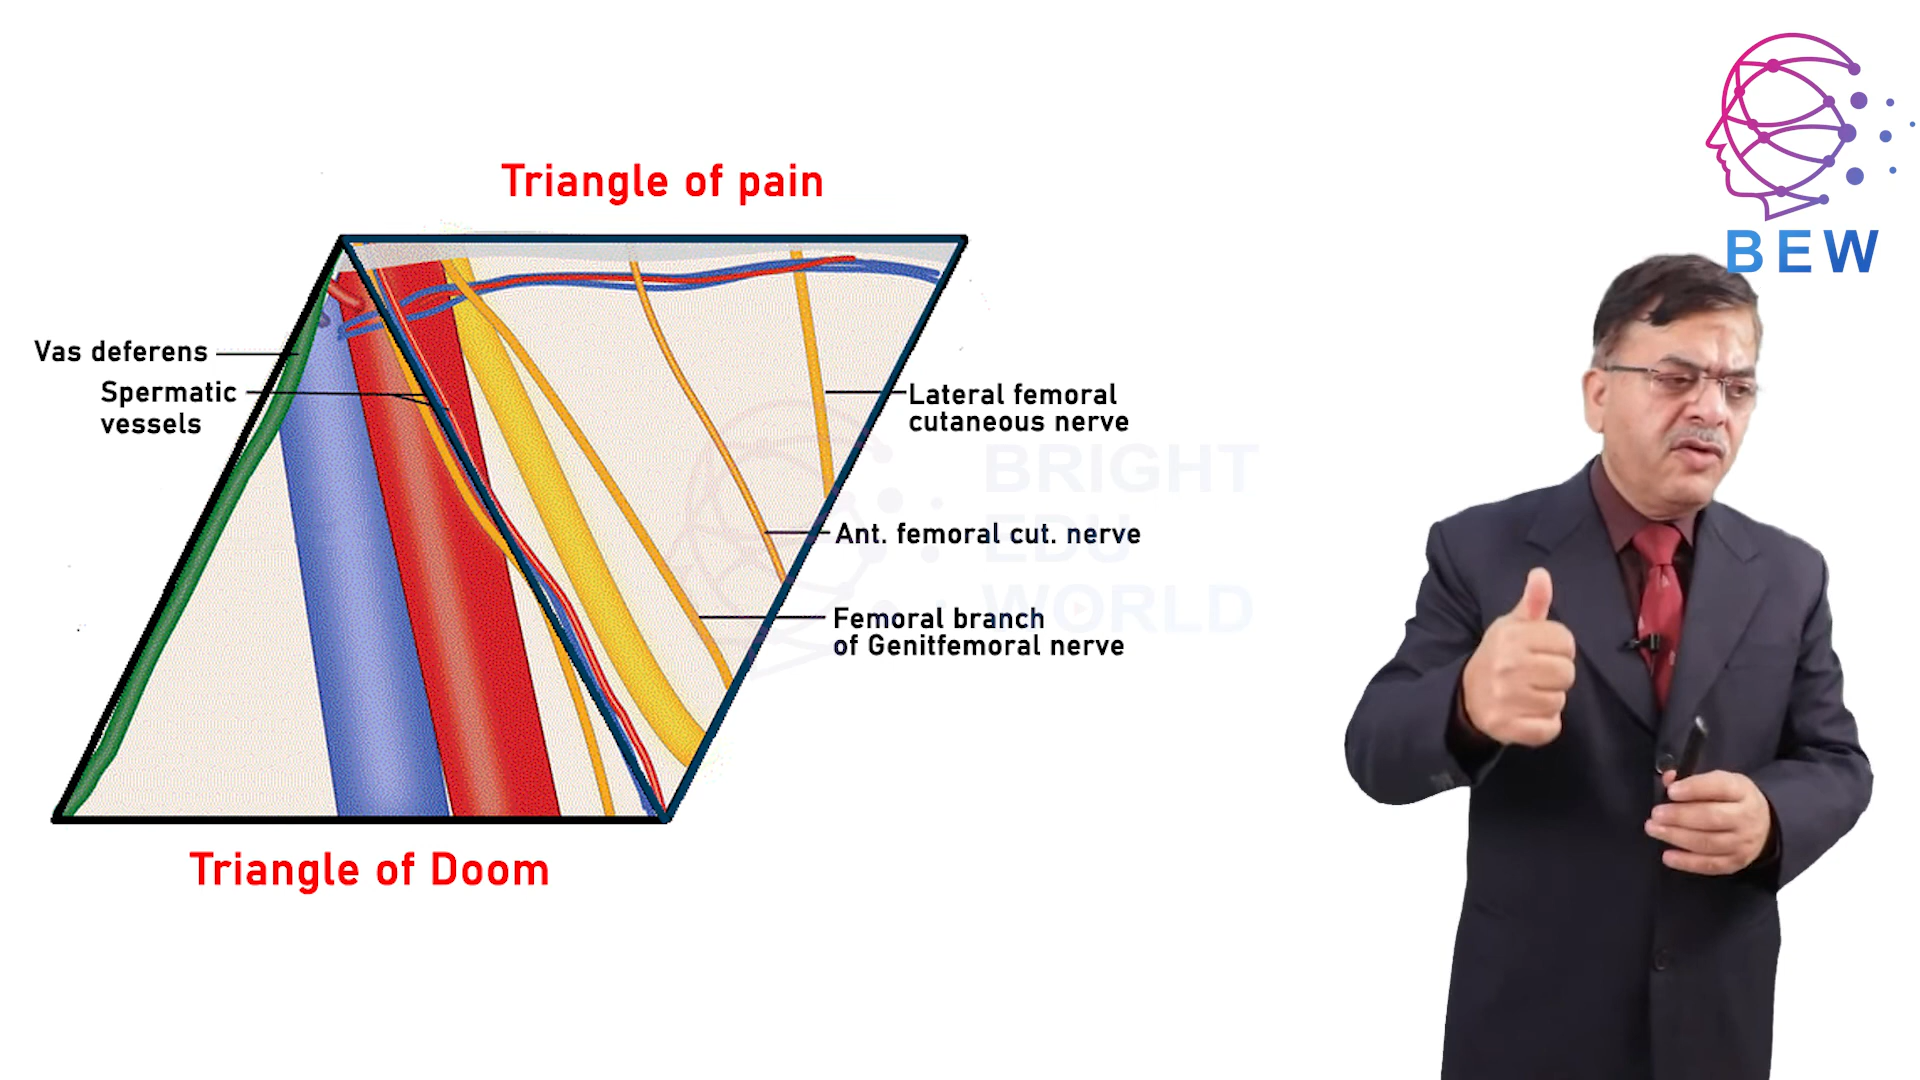 BEW
Triangle of pain
Vas deferens
Spermatic
vessels
Lateral femoral
cutaneous nerve
BRIGHT
EDU
WORLD
Ant. femoral cut. nerve
Femoral branch
of Genitfemoral nerve
Triangle of Doom